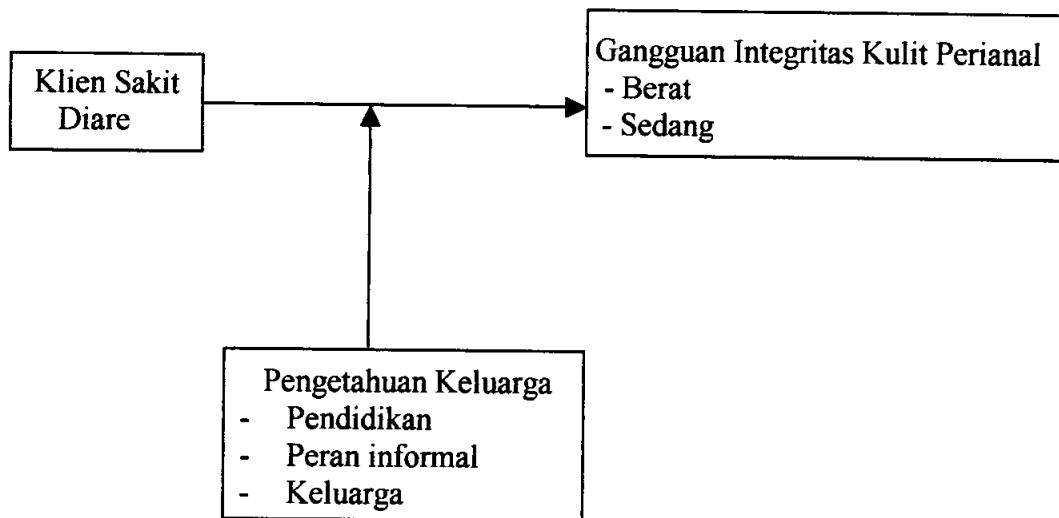 Klien Sakit
Diare
Gangguan Integritas Kulit Perianal
- Berat
- Sedang
Pengetahuan Keluarga
- Pendidikan
- Peran informal
- Keluarga